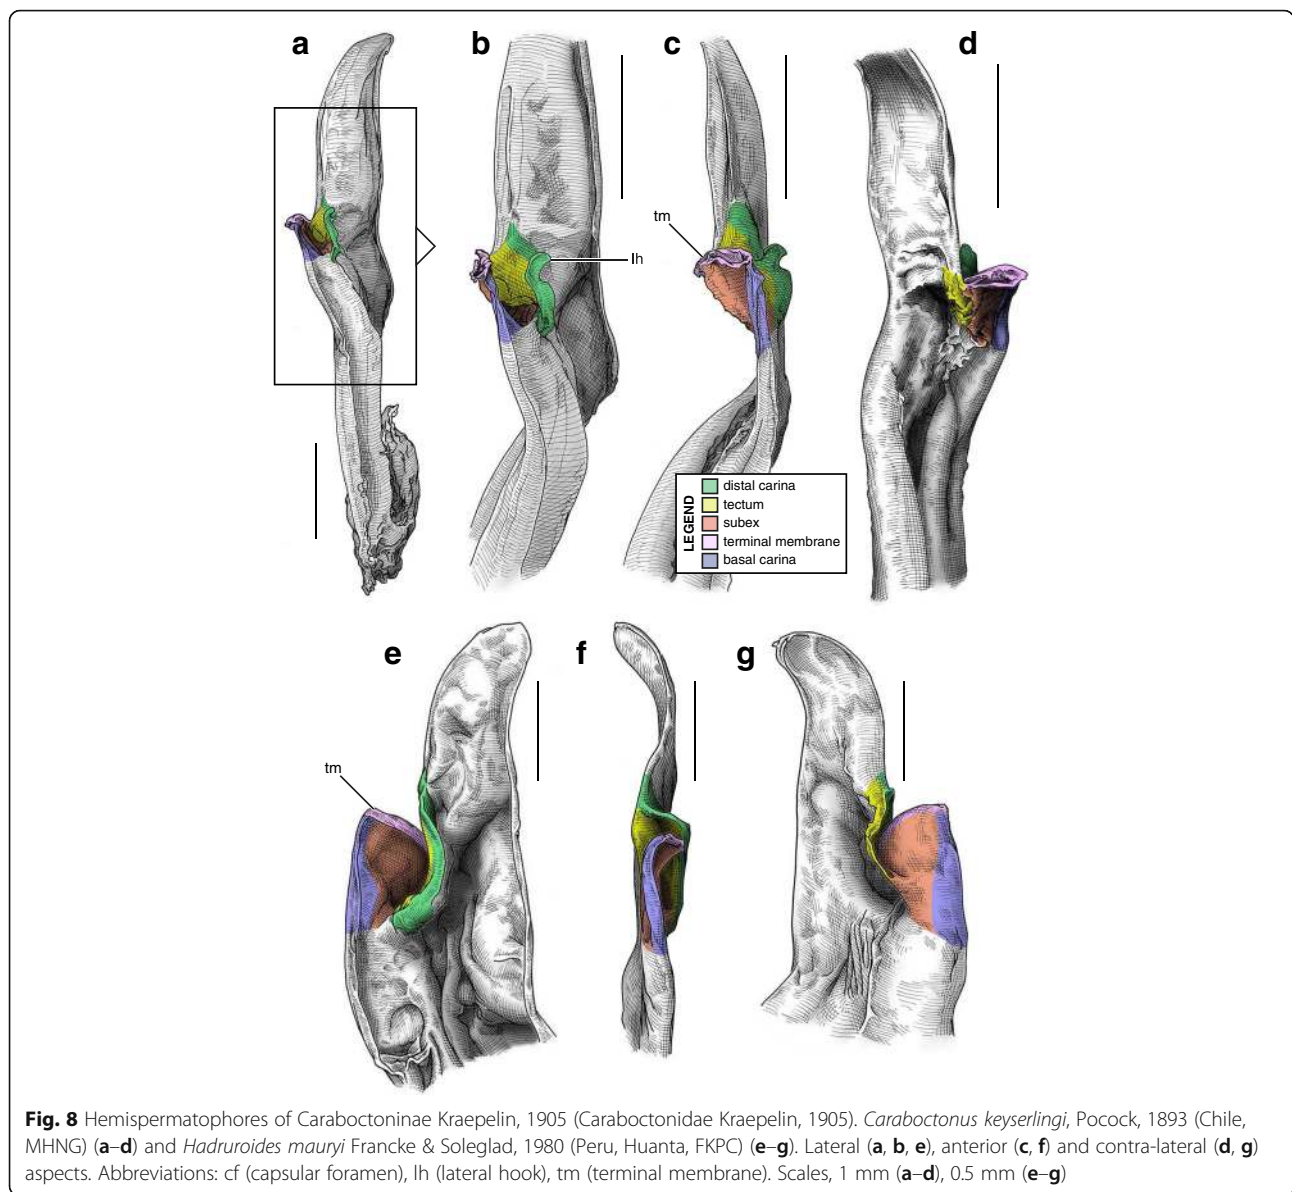 a
b
c
d
tm
lh
LEGEND
distal carina
tectum
subex
terminal membrane
basal carina
e
f
g
tm
Fig. 8 Hemispermatophores of Caraboctoninae Kraepelin, 1905 (Caraboctonidae Kraepelin, 1905). Caraboctonus keyserlingi, Pocock, 1893 (Chile,
MHNG) (a–d) and Hadruroides mauryi Francke & Soleglad, 1980 (Peru, Huanta, FKPC) (e–g). Lateral (a, b, e), anterior (c, f) and contra-lateral (d, g)
aspects. Abbreviations: cf (capsular foramen), lh (lateral hook), tm (terminal membrane). Scales, 1 mm (a–d), 0.5 mm (e–g)